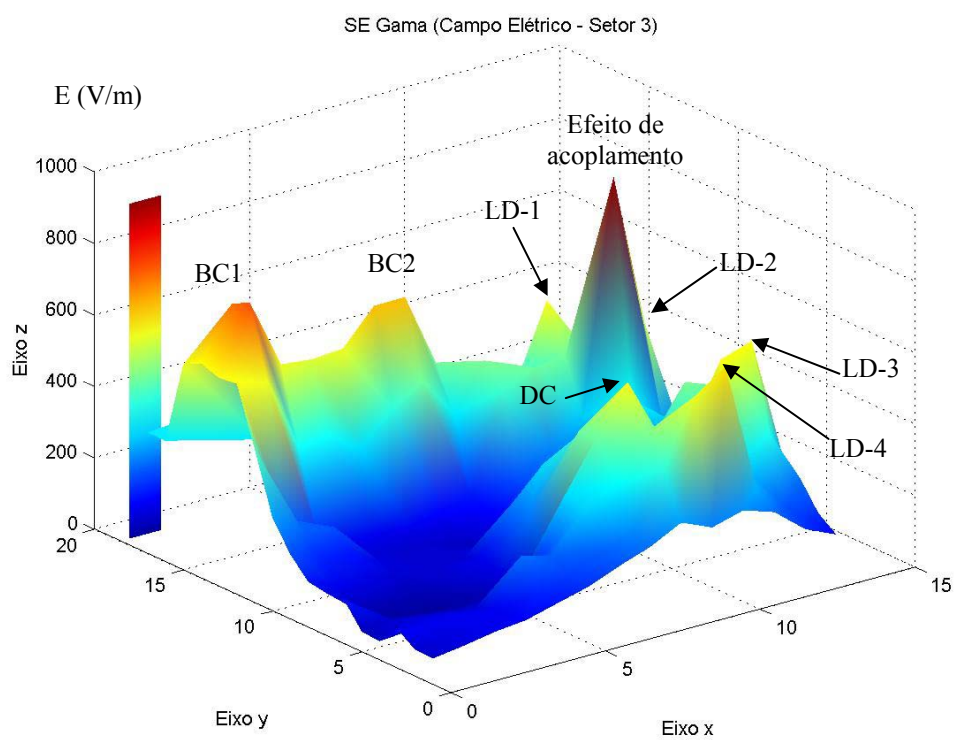 SE Gama (Campo Elétrico - Setor 3)
E (V/m)
Efeito de
acoplamento
LD-1
LD-2
BC1
BC2
DC
LD-3
LD-4
Eixo z
1000
800
600
400
200
0
20
15
10
5
0
Eixo y
0
5
10
15
Eixo x